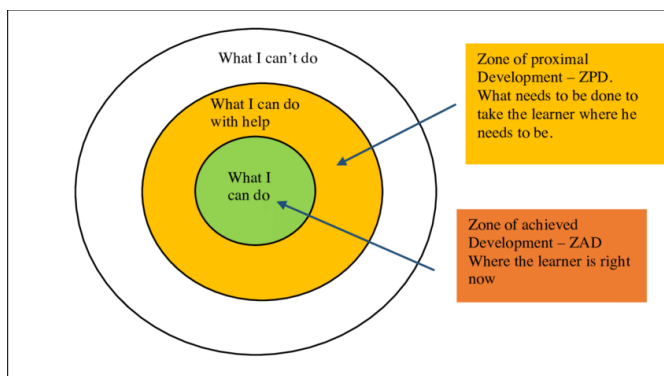 What I can’t do
What I can do
with help
What I
can do
Zone of proximal
Development – ZPD.
What needs to be done to
take the learner where he
needs to be.
Zone of achieved
Development – ZAD
Where the learner is right
now